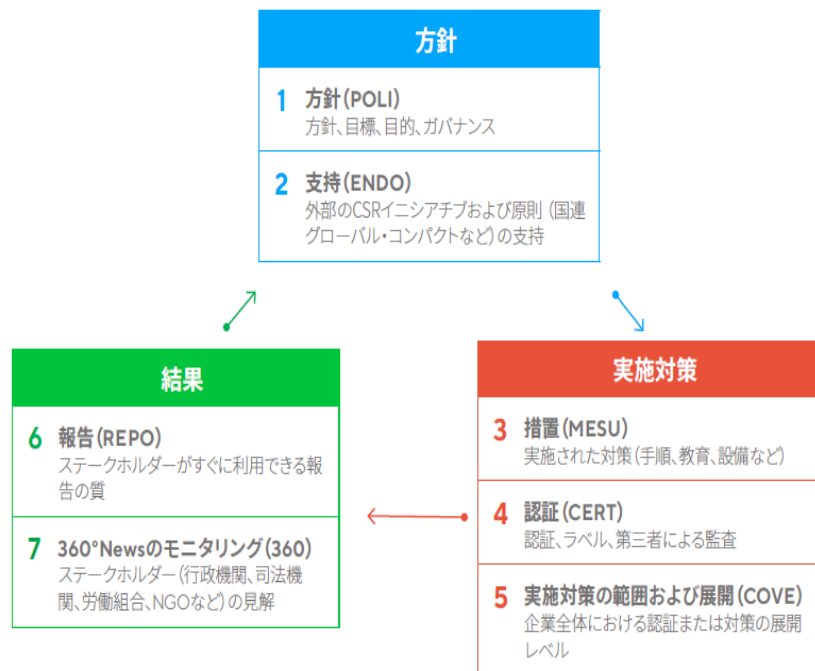 方針
1 方針(POLI)
方針、目標、目的、ガバナンス
2 支持(ENDO)
外部のCSRイニシアチブおよび原則 (国連
グローバル・コンパクトなど)の支持
実施対策
3 措置(MESU)
実施された対策(手順、教育、設備など)
4 認証(CERT)
認証、ラベル、第三者による監査
5 実施対策の範囲および展開(COVE)
企業全体における認証または対策の展開
レベル
結果
6 報告(REPO)
ステークホルダーがすぐに利用できる報
告の質
7 360°Newsのモニタリング(360)
ステークホルダー(行政機関、司法機
関、労働組合、NGOなど)の見解